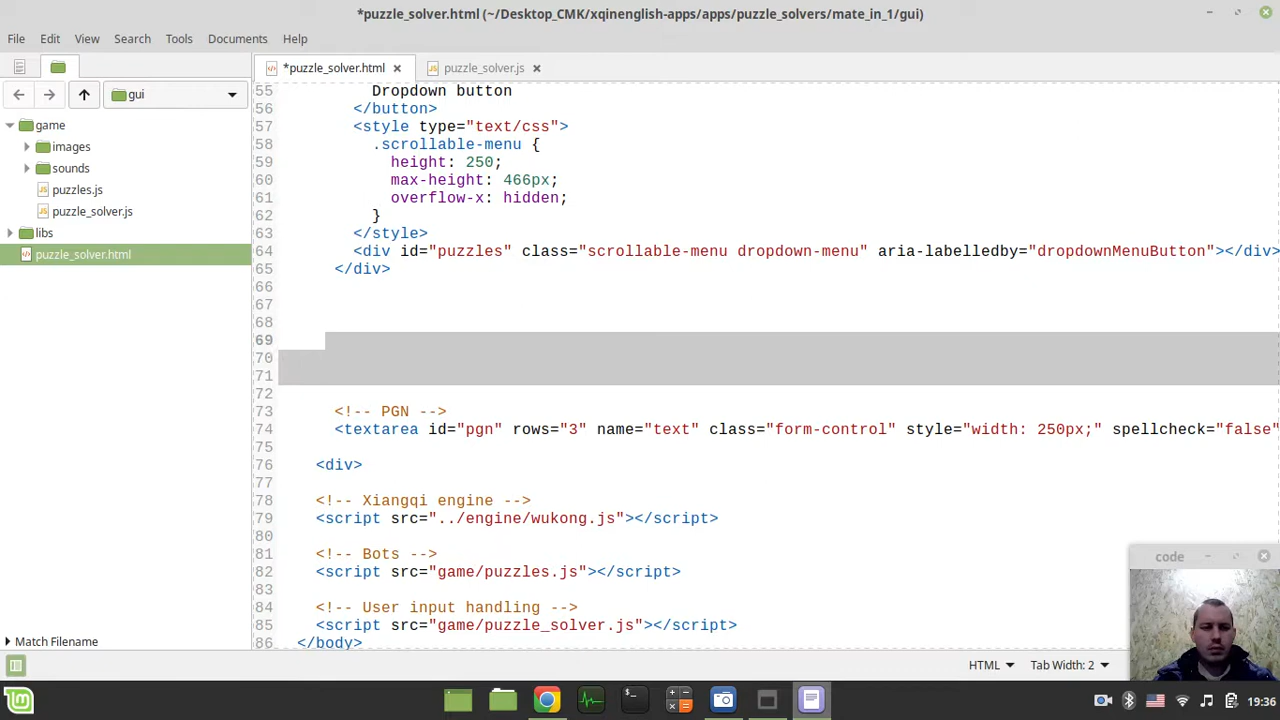 *puzzle_solver.html (~/Desktop_CMK/xqinenglish-apps/apps/puzzle_solvers/mate_in_1/gui)
File Edit View Search Tools Documents Help
*puzzle_solver.html puzzle_solver.js
gui
game
images
sounds
puzzles.js
puzzle_solver.js
libs
puzzle_solver.html
Match Filename
55 Dropdown button
56 </button>
57 <style type="text/css">
58 .scrollable-menu {
59 height: 250;
60 max-height: 466px;
61 overflow-x: hidden;
62 }
63 </style>
64 <div id="puzzles" class="scrollable-menu dropdown-menu" aria-labelledby="dropdownMenuButton"></div>
65 </div>
66
67
68
69
70
71
72
73 <!-- PGN -->
74 <textarea id="pgn" rows="3" name="text" class="form-control" style="width: 250px;" spellcheck="false"
75
76 <div>
77
78 <!-- Xiangqi engine -->
79 <script src="../engine/wukong.js"></script>
80
81 <!-- Bots -->
82 <script src="game/puzzles.js"></script>
83
84 <!-- User input handling -->
85 <script src="game/puzzle_solver.js"></script>
86 </body>
code
HTML Tab Width: 2
19:36